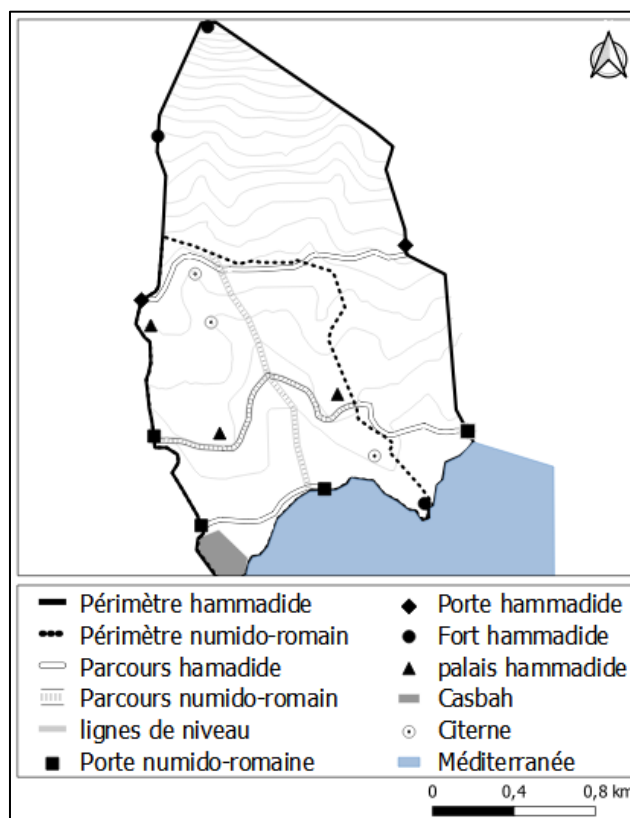 Périmètre hammadide
Périmètre numido-romain
Parcours hamadide
Parcours numido-romain
lignes de niveau
Porte numido-romaine
Porte hammadide
Fort hammadide
palais hammadide
Casbah
Citerne
Méditerranée
0 0,4 0,8 km